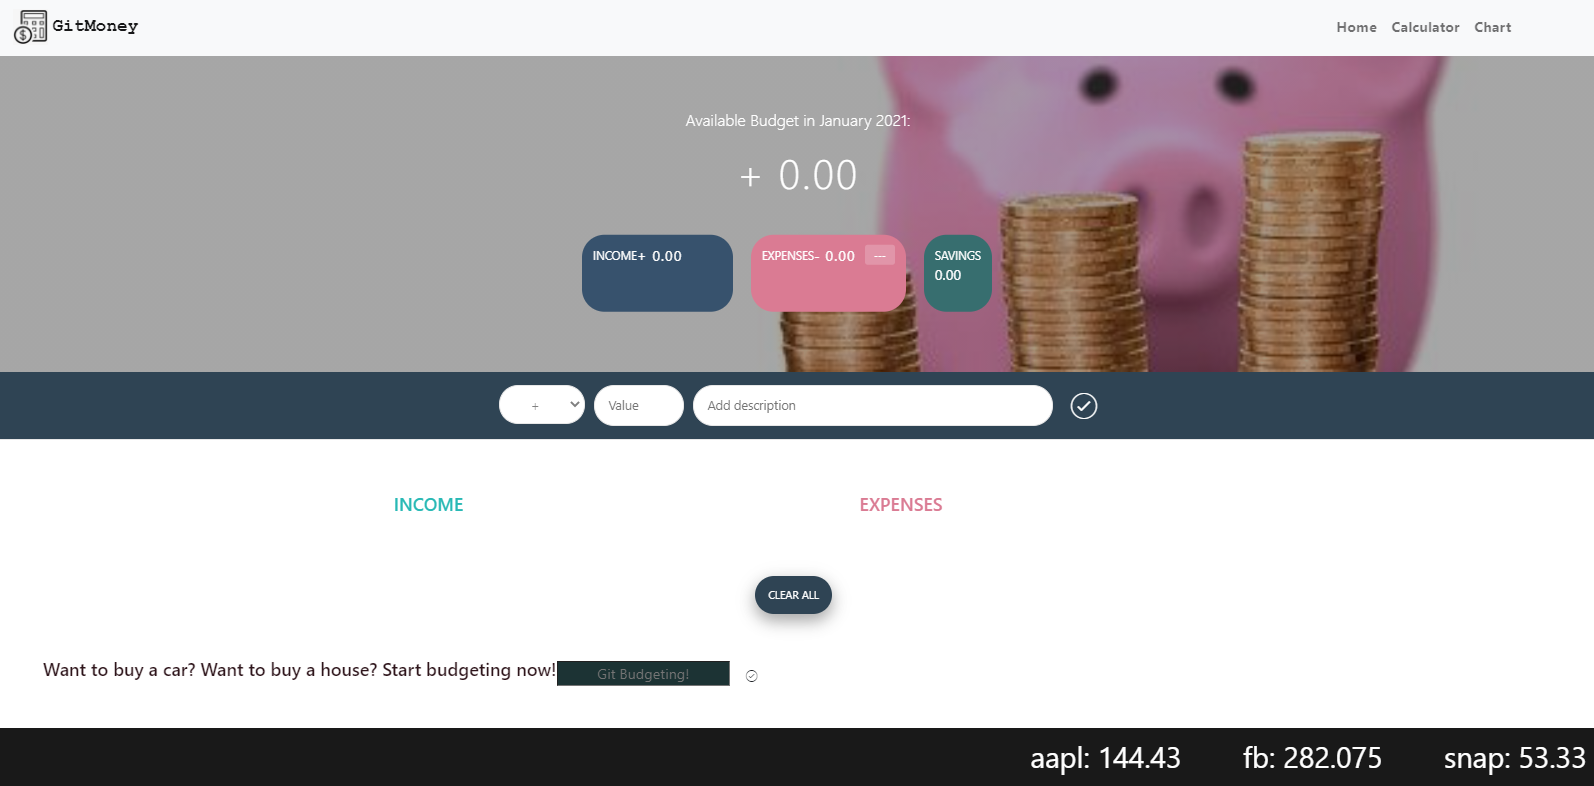 GitMoney
Home Calculator Chart
Available Budget in January 2021:
+ 0.00
INCOME+ 0.00
EXPENSES- 0.00 ---
SAVINGS
0.00
+ Value Add description
INCOME EXPENSES
CLEAR ALL
Want to buy a car? Want to buy a house? Start budgeting now! Git Budgeting!
aapl: 144.43 fb: 282.075 snap: 53.33